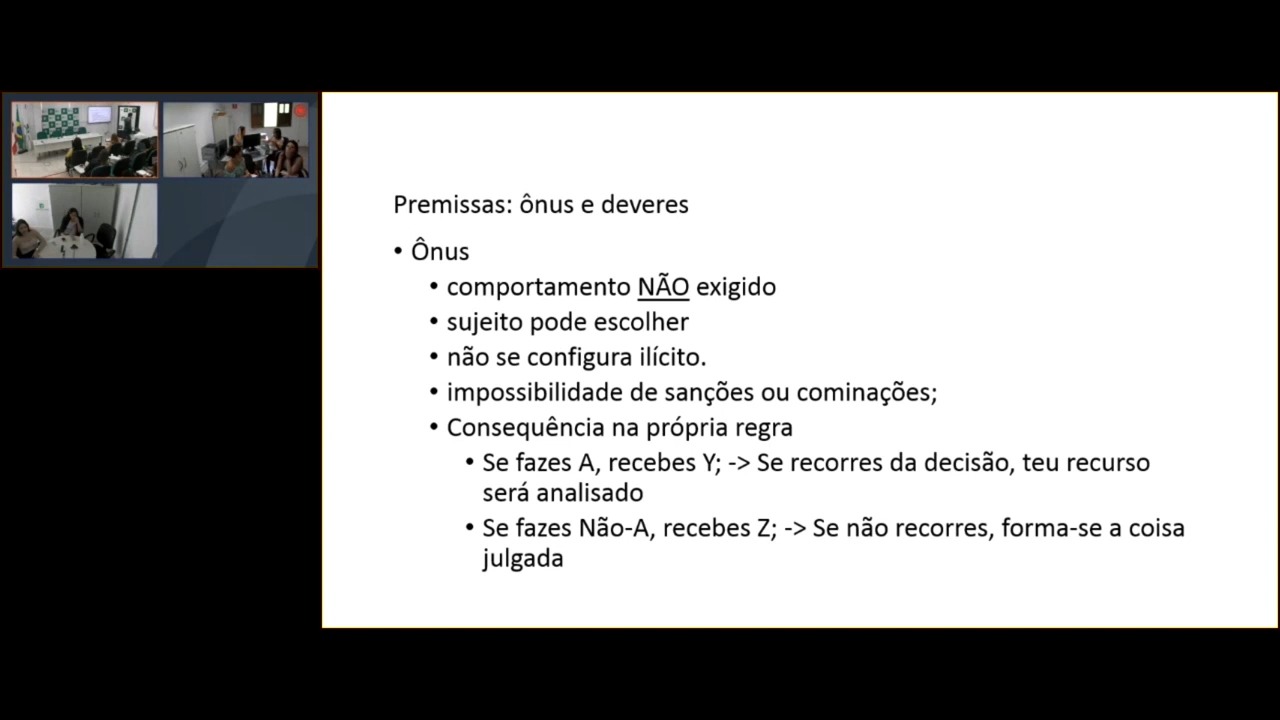 Premissas: ônus e deveres
• Ônus
• comportamento NÃO exigido
• sujeito pode escolher
• não se configura ilícito.
• impossibilidade de sanções ou cominações;
• Consequência na própria regra
• Se fazes A, recebes Y; -> Se recorres da decisão, teu recurso
será analisado
• Se fazes Não-A, recebes Z; -> Se não recorres, forma-se a coisa
julgada